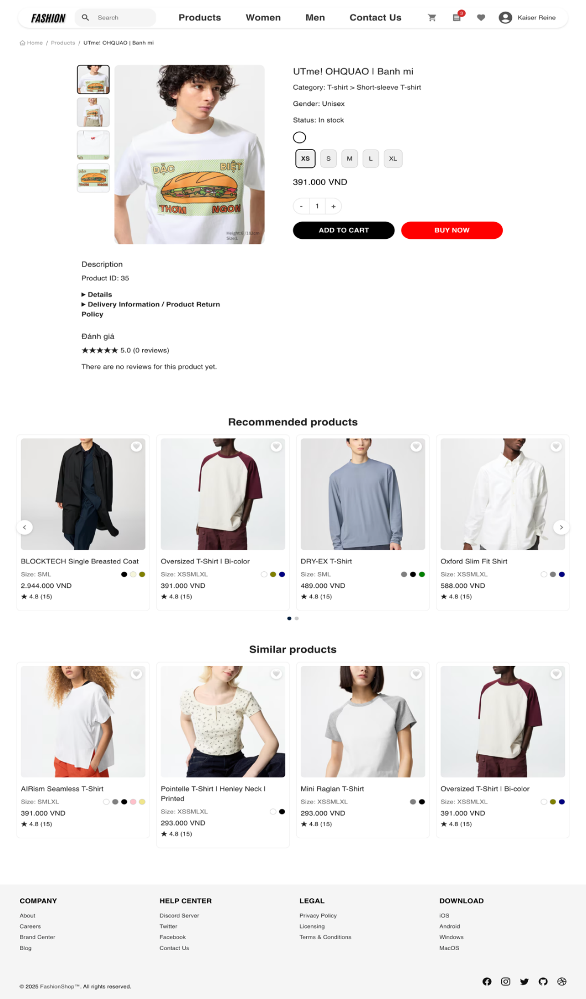 FASHION
Search
Products
Women
Men
Contact Us
3
Kaiser Reine
Home / Products / UTme! OHQUAO | Banh mi
ĐẶC BIỆT
THƠM NGON
Size:L
UTme! OHQUAO | Banh mi
Category: T-shirt > Short-sleeve T-shirt
Gender: Unisex
Status: In stock
XS S M L XL
391.000 VND
- 1 +
ADD TO CART
BUY NOW
Description
Product ID: 35
▶ Details
▶ Delivery Information / Product Return
Policy
Đánh giá
★★★★★ 5.0 (0 reviews)
There are no reviews for this product yet.
Recommended products
BLOCKTECH Single Breasted Coat
Size: SML
2.944.000 VND
★ 4.8 (15)
Oversized T-Shirt | Bi-color
Size: XSSMLXL
391.000 VND
★ 4.8 (15)
DRY-EX T-Shirt
Size: SML
489.000 VND
★ 4.8 (15)
Oxford Slim Fit Shirt
Size: XSSMLXL
588.000 VND
★ 4.8 (15)
Similar products
AIRism Seamless T-Shirt
Size: SMLXL
391.000 VND
★ 4.8 (15)
Pointelle T-Shirt | Henley Neck |
Printed
Size: XSSMLXL
293.000 VND
★ 4.8 (15)
Mini Raglan T-Shirt
Size: XSSMLXL
293.000 VND
★ 4.8 (15)
Oversized T-Shirt | Bi-color
Size: XSSMLXL
391.000 VND
★ 4.8 (15)
COMPANY
About
Careers
Brand Center
Blog
HELP CENTER
Discord Server
Twitter
Facebook
Contact Us
LEGAL
Privacy Policy
Licensing
Terms & Conditions
DOWNLOAD
iOS
Android
Windows
MacOS
© 2025 FashionShop™. All rights reserved.